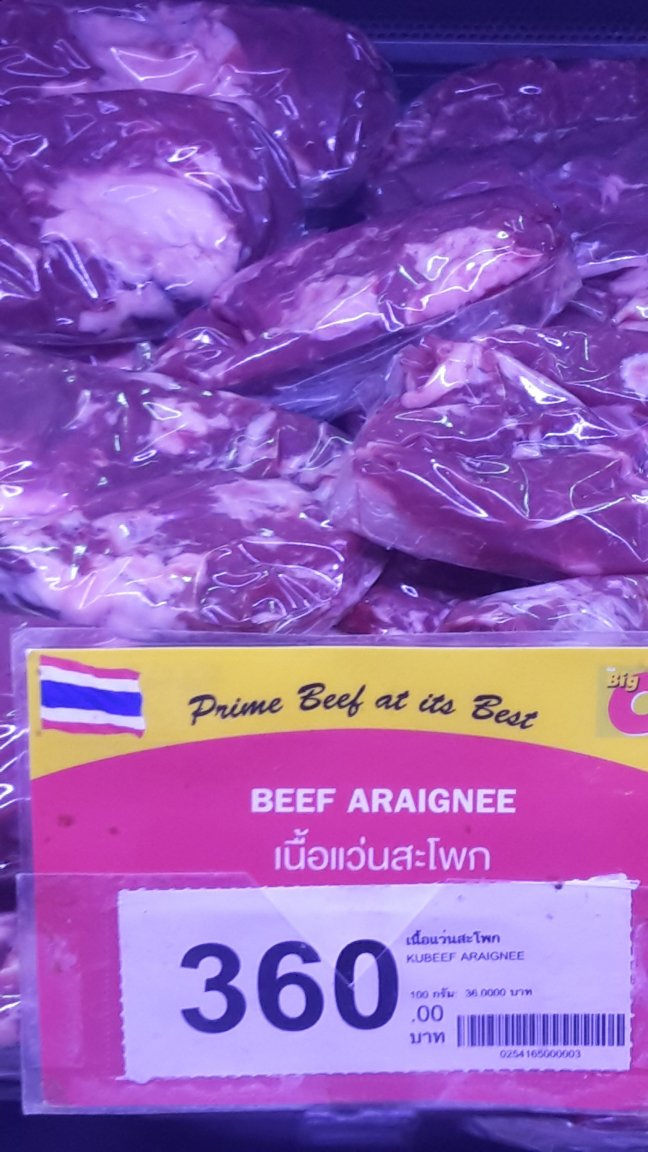 Prime Beef at its Best
Big
BEEF ARAIGNEE
เนื้อแว่นสะโพก
360
.00
บาท
เนื้อแว่นสะโพก
KUBEEF ARAIGNEE
100 กรัม: 36.0000 บาท
0254165000003